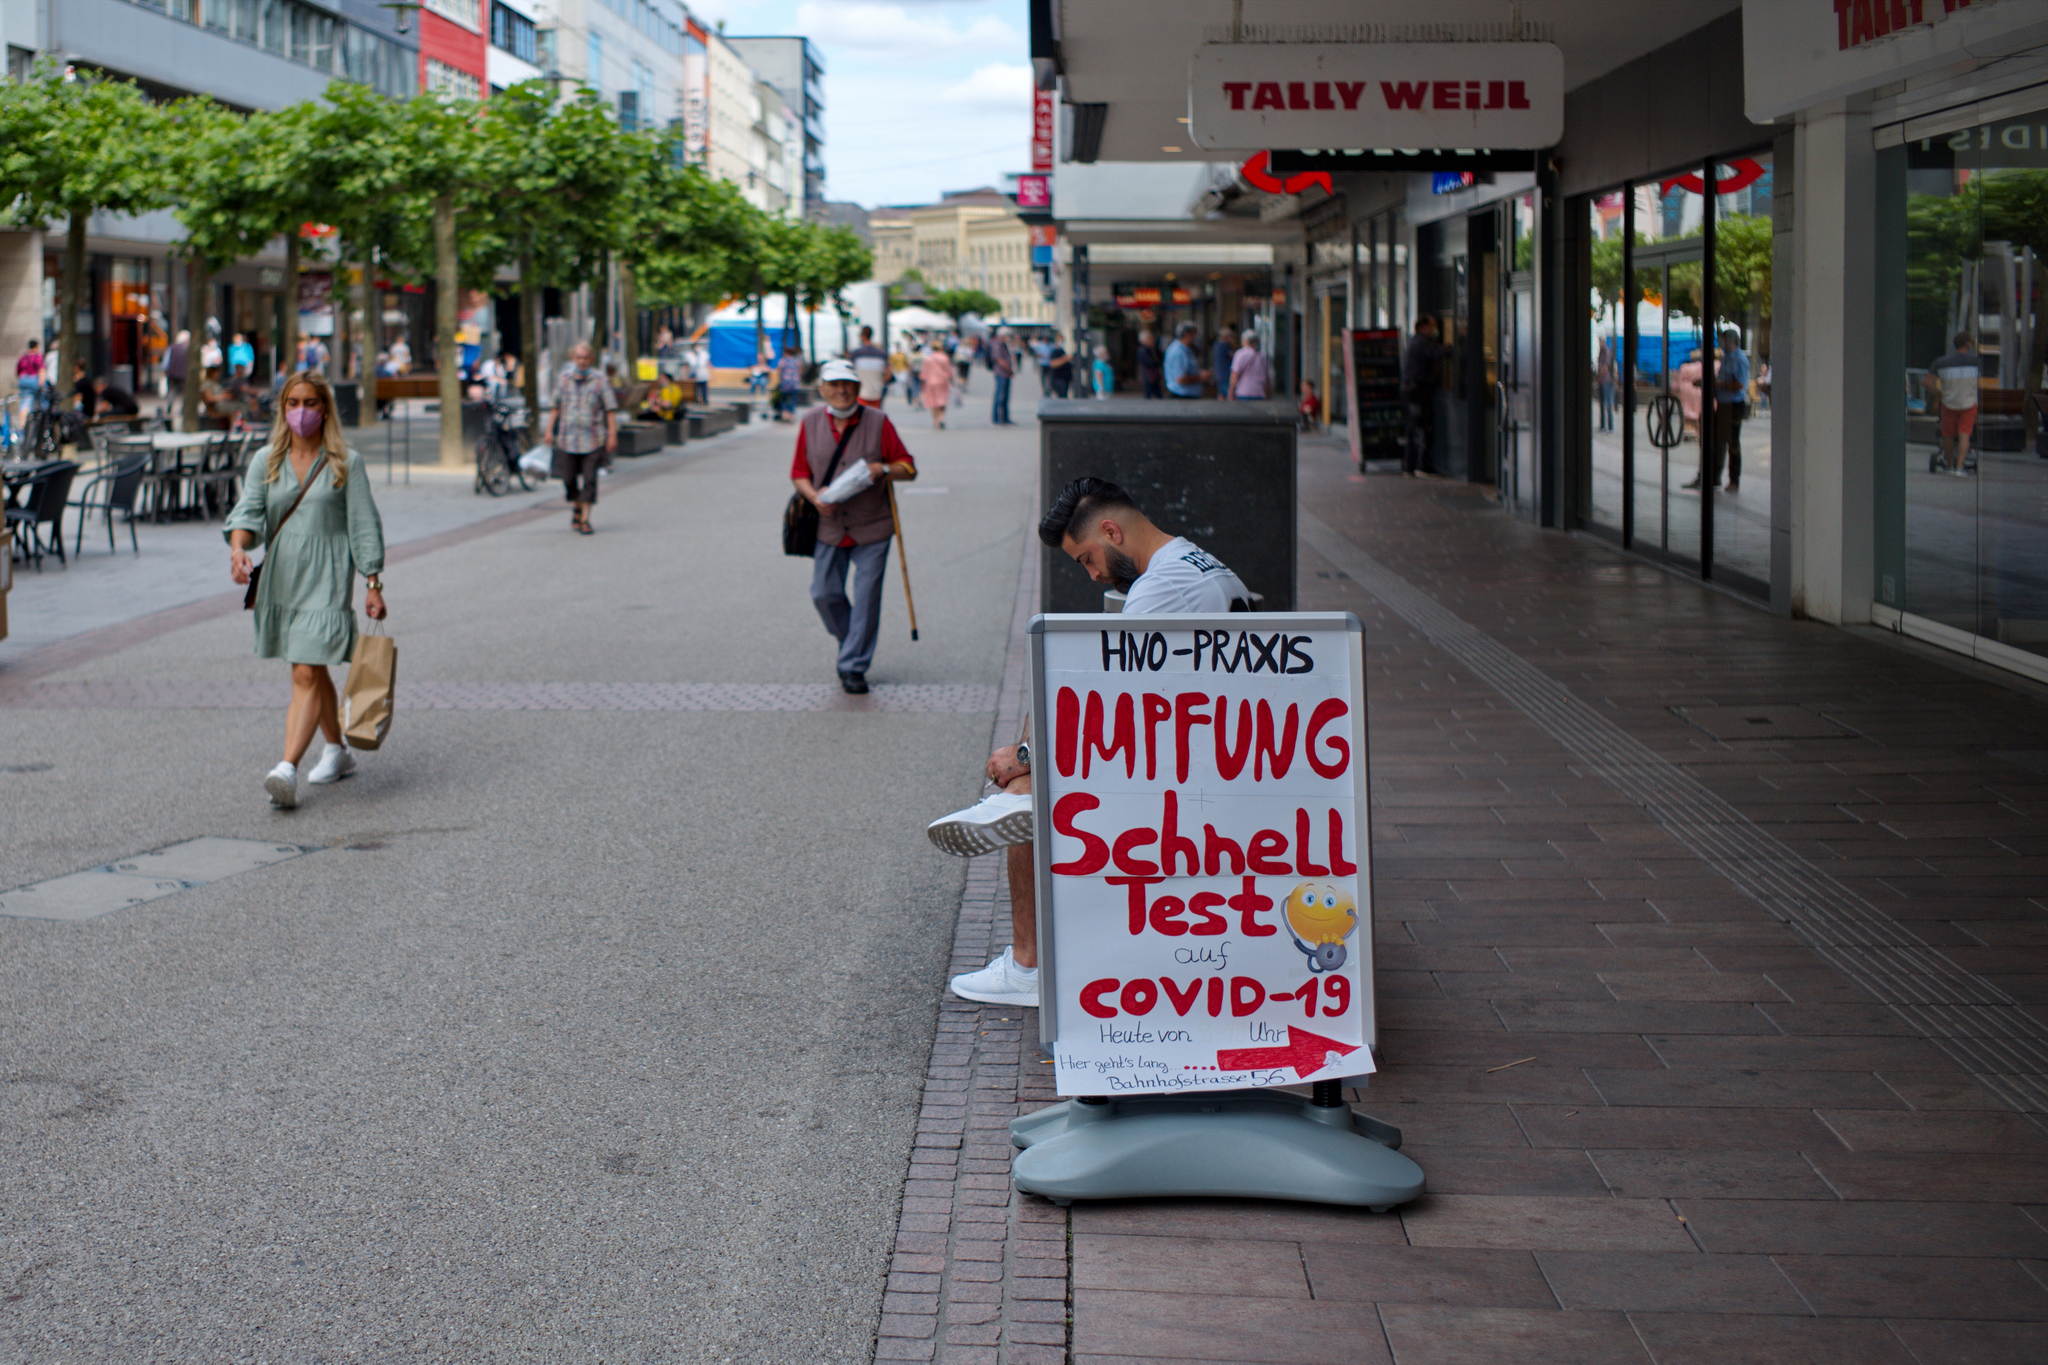 TALLY WEiJL
HNO-PRAXIS
IMPFUNG
+
Schnell
Test
auf
COVID-19
Heute von Uhr
Hier geht's lang......
Bahnhofstrasse 56